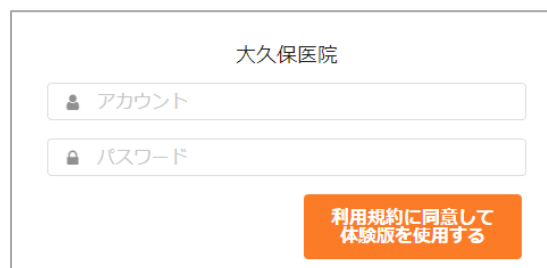 大久保医院
アカウント
パスワード
利用規約に同意して
体験版を使用する